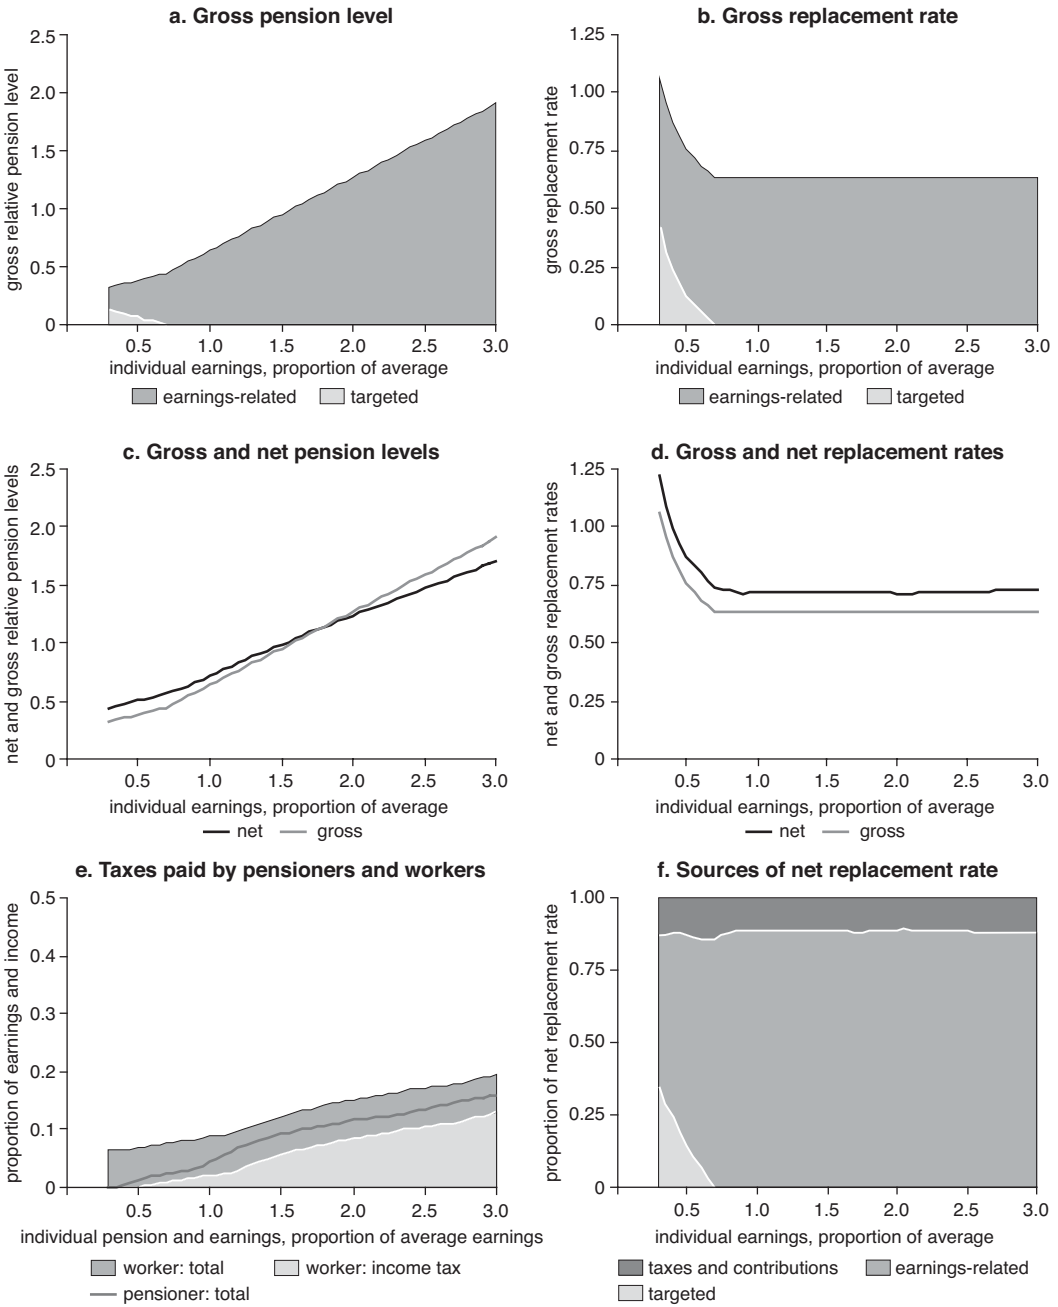 a. Gross pension level
gross relative pension level
2.5
2.0
1.5
1.0
0.5
0
0.5 1.0 1.5 2.0 2.5 3.0
individual earnings, proportion of average
earnings-related targeted
b. Gross replacement rate
gross replacement rate
1.25
1.00
0.75
0.50
0.25
0
0.5 1.0 1.5 2.0 2.5 3.0
individual earnings, proportion of average
earnings-related targeted
c. Gross and net pension levels
net and gross relative pension levels
2.5
2.0
1.5
1.0
0.5
0
0.5 1.0 1.5 2.0 2.5 3.0
individual earnings, proportion of average
net gross
d. Gross and net replacement rates
net and gross replacement rates
1.25
1.00
0.75
0.50
0.25
0
0.5 1.0 1.5 2.0 2.5 3.0
individual earnings, proportion of average
net gross
e. Taxes paid by pensioners and workers
proportion of earnings and income
0.5
0.4
0.3
0.2
0.1
0
0.5 1.0 1.5 2.0 2.5 3.0
individual pension and earnings, proportion of average earnings
worker: total worker: income tax
pensioner: total
f. Sources of net replacement rate
proportion of net replacement rate
1.00
0.75
0.50
0.25
0
0.5 1.0 1.5 2.0 2.5 3.0
individual earnings, proportion of average
taxes and contributions earnings-related
targeted